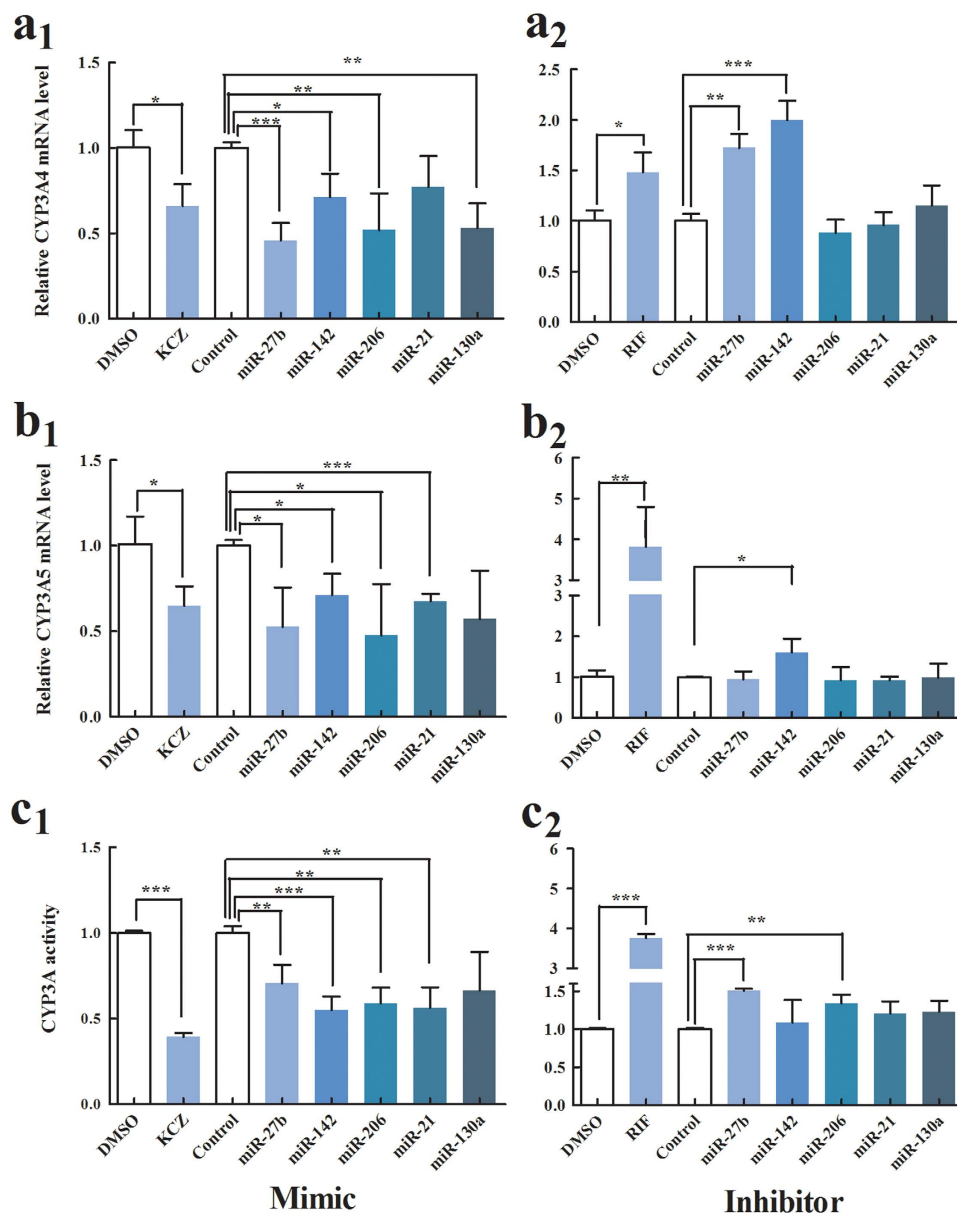 a1
Relative CYP3A4 mRNA level
1.5
1.0
0.5
0.0
*
***
*
**
**
DMSO
KCZ
Control
miR-27b
miR-142
miR-206
miR-21
miR-130a
a2
2.5
2.0
1.5
1.0
0.5
0.0
*
**
***
DMSO
RIF
Control
miR-27b
miR-142
miR-206
miR-21
miR-130a
b1
Relative CYP3A5 mRNA level
1.5
1.0
0.5
0.0
*
*
*
*
***
DMSO
KCZ
Control
miR-27b
miR-142
miR-206
miR-21
miR-130a
b2
6
5
4
3
3
2
1
0
**
*
DMSO
RIF
Control
miR-27b
miR-142
miR-206
miR-21
miR-130a
c1
CYP3A activity
1.5
1.0
0.5
0.0
***
**
***
**
**
DMSO
KCZ
Control
miR-27b
miR-142
miR-206
miR-21
miR-130a
Mimic
c2
6
5
4
3
1.5
1.0
0.5
0.0
***
***
**
DMSO
RIF
Control
miR-27b
miR-142
miR-206
miR-21
miR-130a
Inhibitor